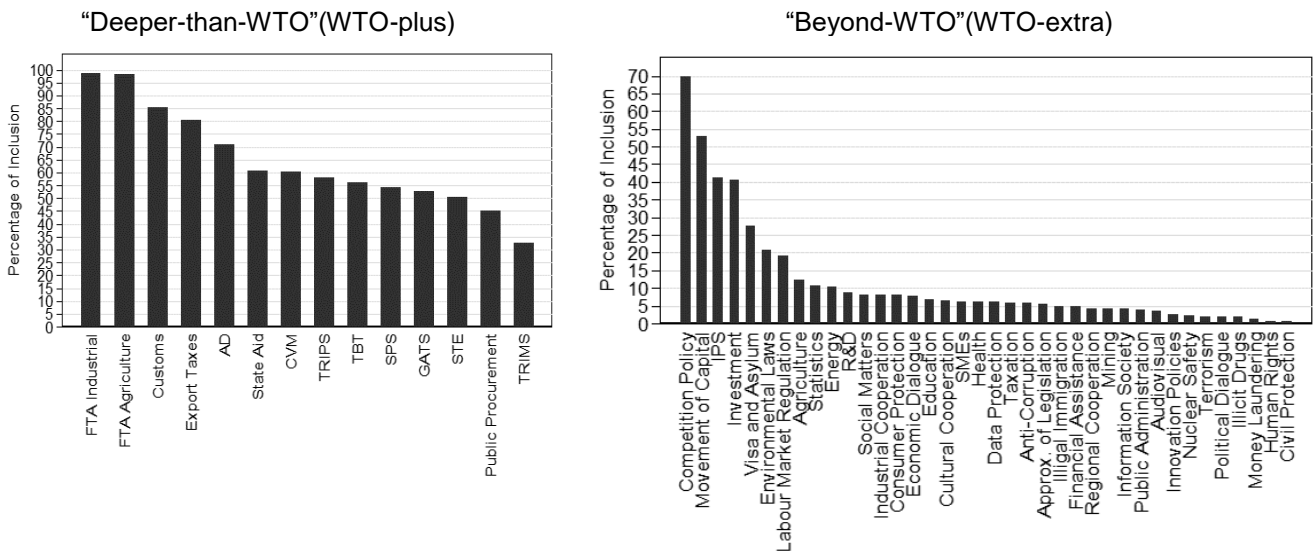 “Deeper-than-WTO”(WTO-plus)
Percentage of Inclusion
100
95
90
85
80
75
70
65
60
55
50
45
40
35
30
25
20
15
10
5
0
FTA Industrial
FTA Agriculture
Customs
Export Taxes
AD
State Aid
CVM
TRIPS
TBT
SPS
GATS
STE
Public Procurement
TRIMS
“Beyond-WTO”(WTO-extra)
Percentage of Inclusion
70
65
60
55
50
45
40
35
30
25
20
15
10
5
0
Competition Policy
Movement of Capital
IPS
Investment
Visa and Asylum
Environmental Laws
Labour Market Regulation
Agriculture
Statistics
Energy
R&D
Social Matters
Industrial Cooperation
Consumer Protection
Economic Dialogue
Education
Cultural Cooperation
SMEs
Health
Data Protection
Taxation
Anti-Corruption
Approx. of Legislation
Illigal Immigration
Financial Assistance
Regional Cooperation
Mining
Information Society
Public Administration
Audiovisual
Innovation Policies
Nuclear Safety
Terrorism
Political Dialogue
Illicit Drugs
Money Laundering
Human Rights
Civil Protection